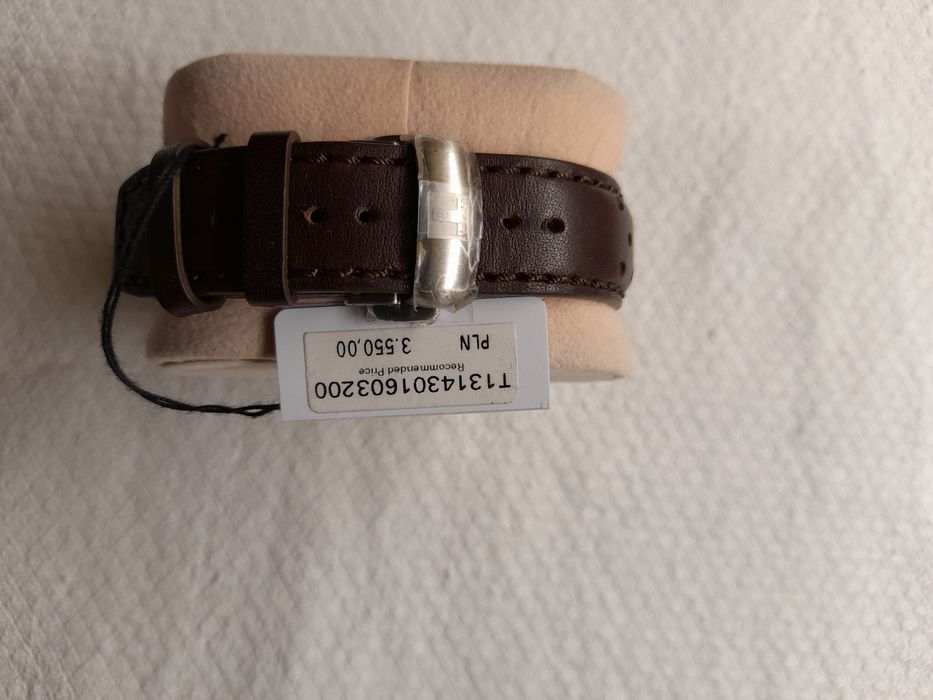 T1314301603200
Recommended Price
PLN 3.550,00